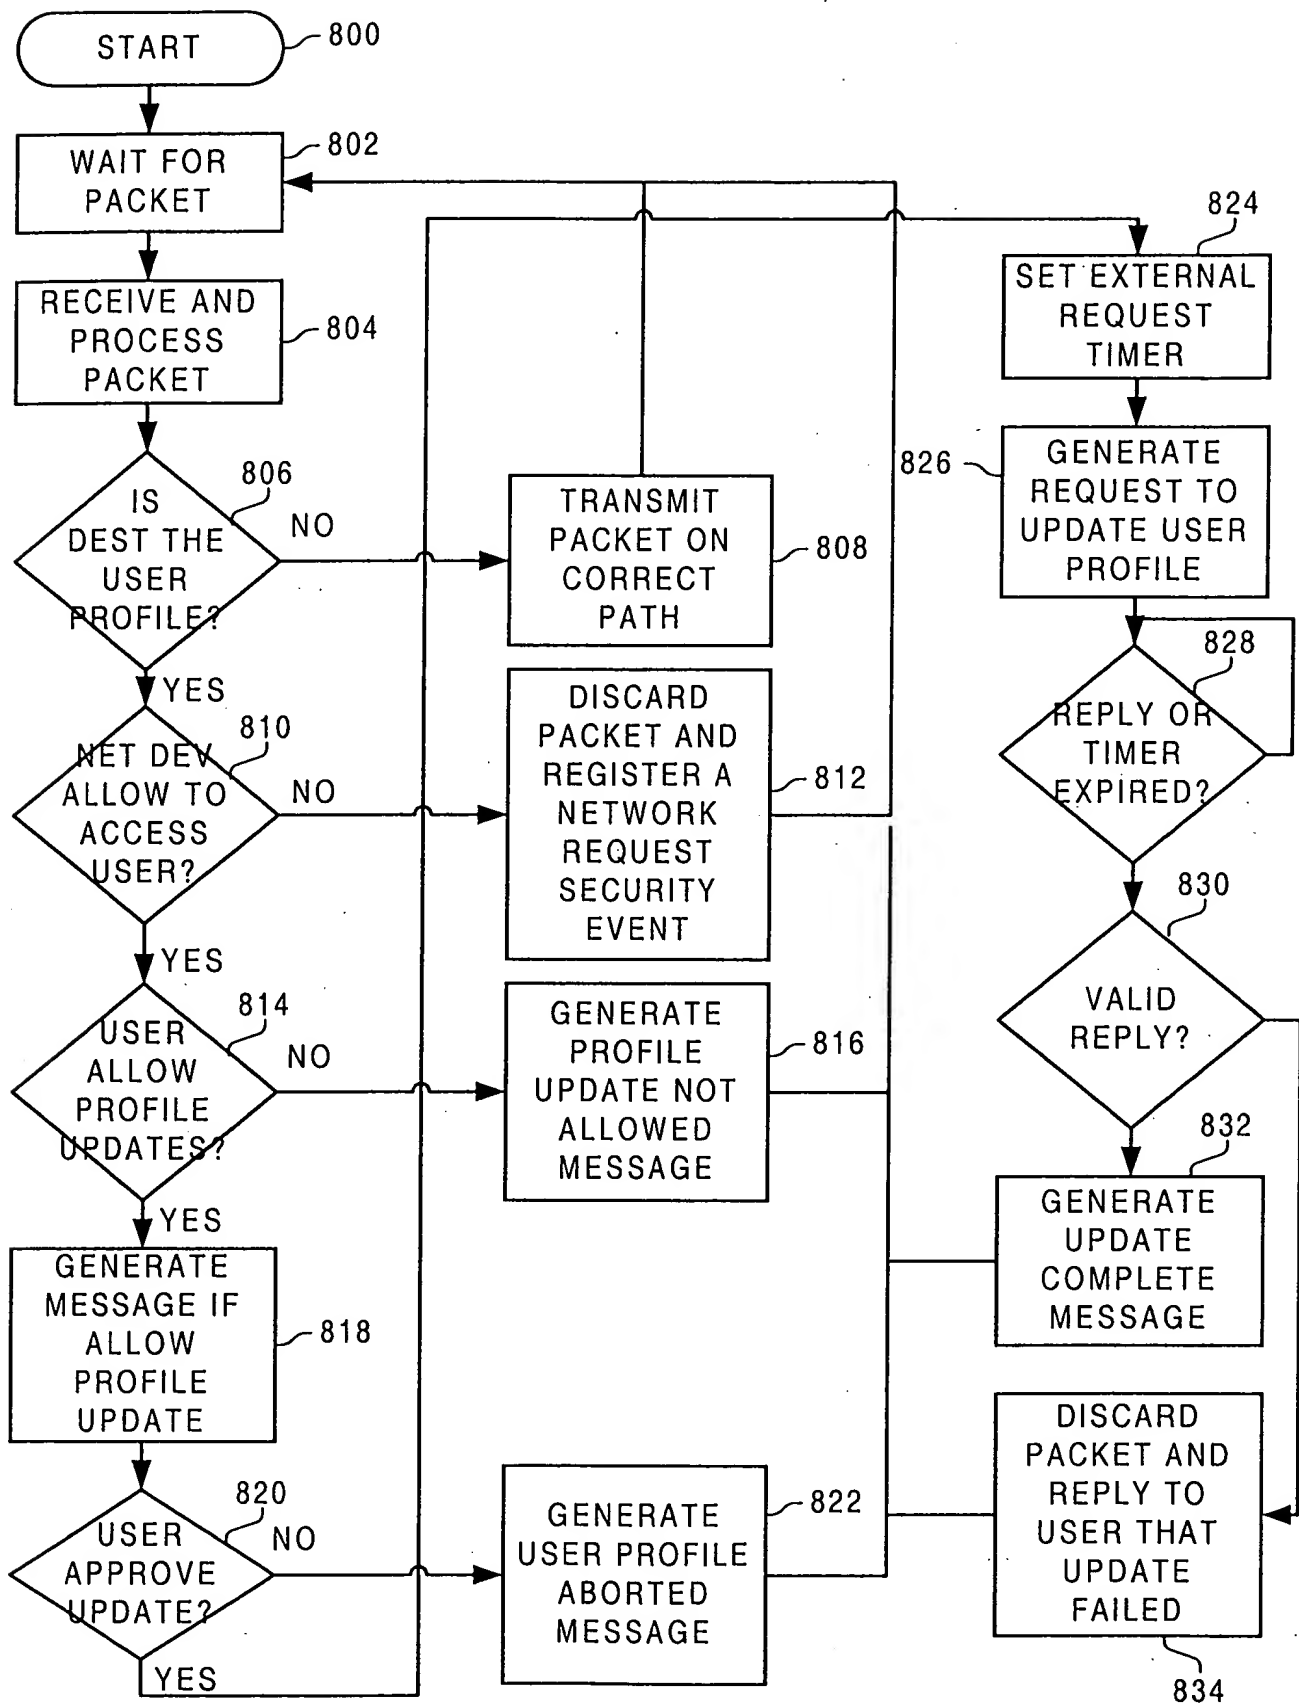 START
800
WAIT FOR
PACKET
802
RECEIVE AND
PROCESS
PACKET
804
IS
DEST THE
USER
PROFILE?
806
NO
YES
TRANSMIT
PACKET ON
CORRECT
PATH
808
NET DEV
ALLOW TO
ACCESS
USER?
810
NO
YES
DISCARD
PACKET AND
REGISTER A
NETWORK
REQUEST
SECURITY
EVENT
812
USER
ALLOW
PROFILE
UPDATES?
814
NO
YES
GENERATE
PROFILE
UPDATE NOT
ALLOWED
MESSAGE
816
GENERATE
MESSAGE IF
ALLOW
PROFILE
UPDATE
818
USER
APPROVE
UPDATE?
820
NO
YES
GENERATE
USER PROFILE
ABORTED
MESSAGE
822
824
SET EXTERNAL
REQUEST
TIMER
826
GENERATE
REQUEST TO
UPDATE USER
PROFILE
828
REPLY OR
TIMER
EXPIRED?
830
VALID
REPLY?
832
GENERATE
UPDATE
COMPLETE
MESSAGE
DISCARD
PACKET AND
REPLY TO
USER THAT
UPDATE
FAILED
834